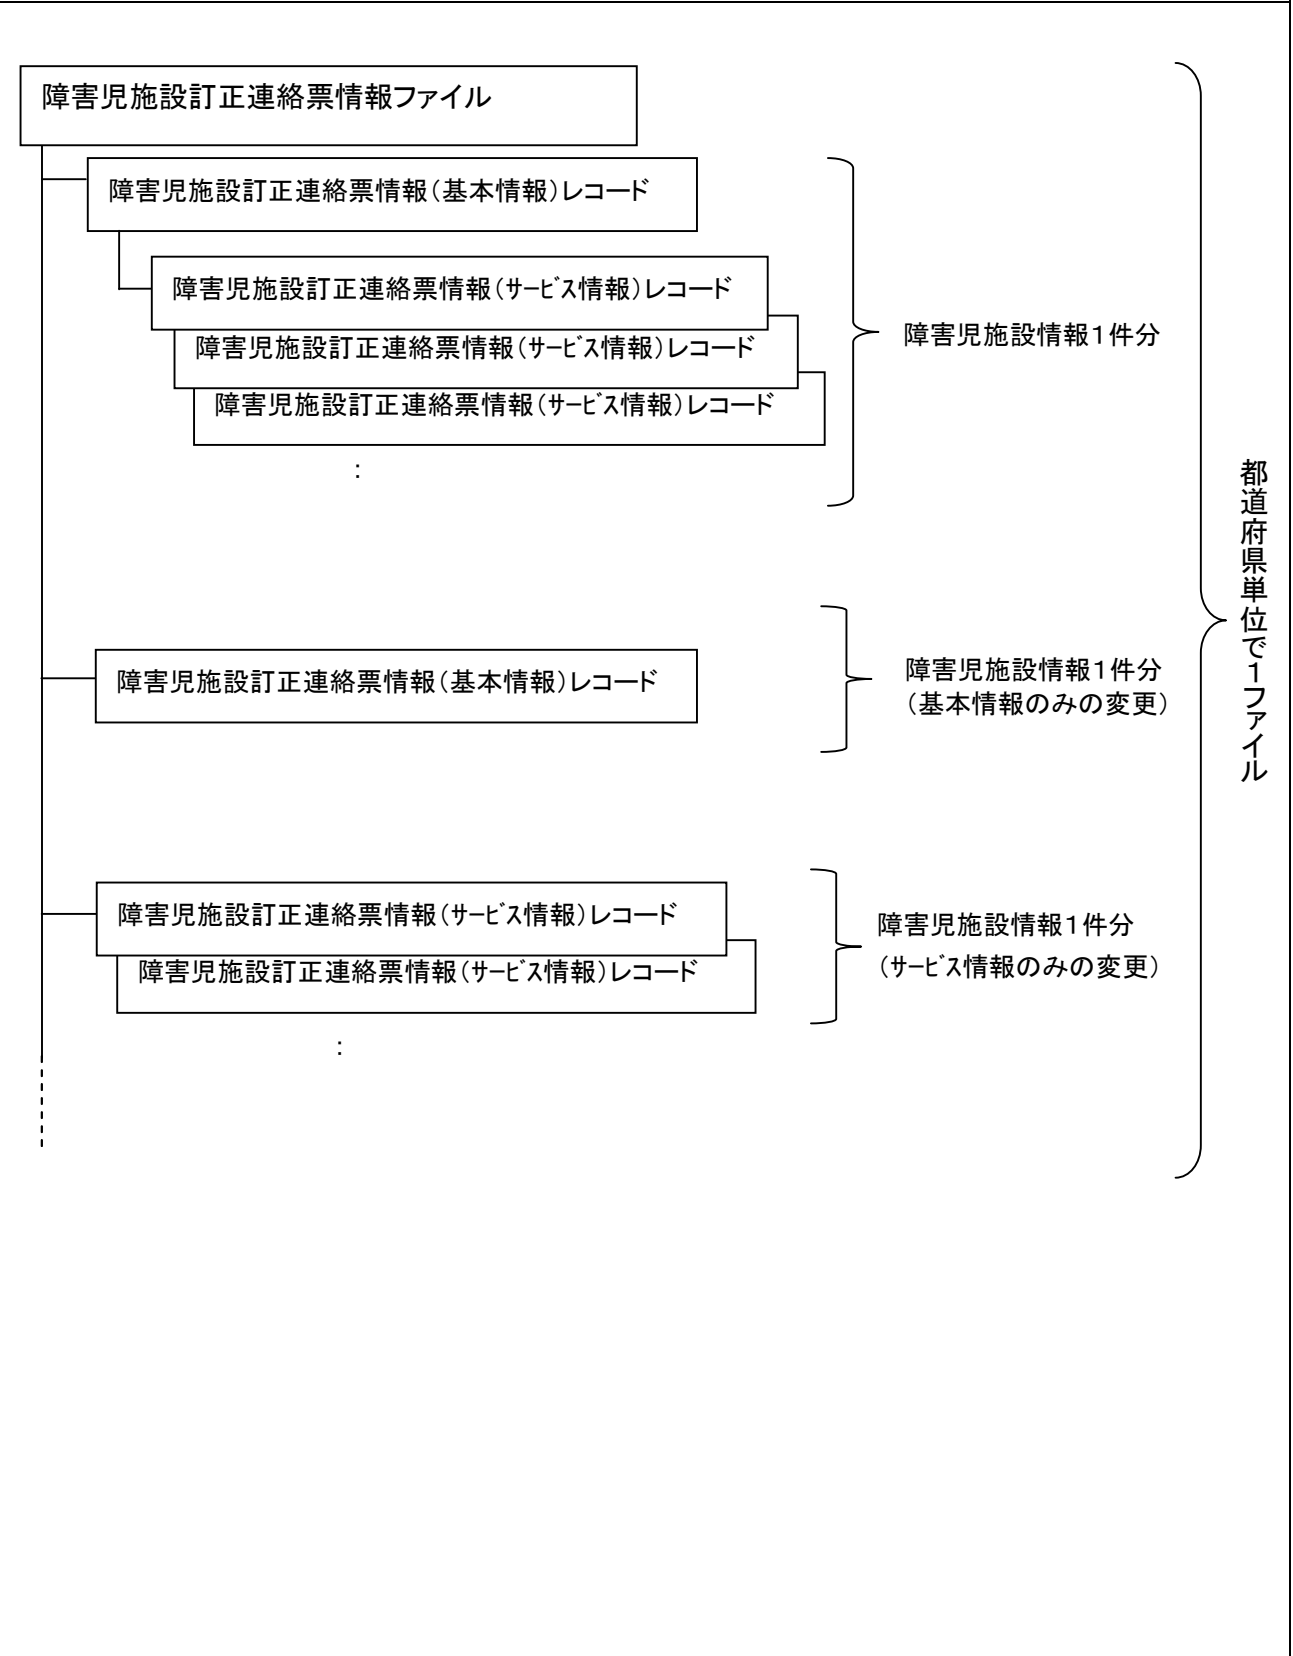 障害児施設訂正連絡票情報ファイル
障害児施設訂正連絡票情報(基本情報)レコード
障害児施設訂正連絡票情報(ｻｰﾋﾞｽ情報)レコード
障害児施設訂正連絡票情報(ｻｰﾋﾞｽ情報)レコード
障害児施設訂正連絡票情報(ｻｰﾋﾞｽ情報)レコード
:
障害児施設情報1件分
障害児施設訂正連絡票情報(基本情報)レコード
障害児施設情報1件分
(基本情報のみの変更)
障害児施設訂正連絡票情報(ｻｰﾋﾞｽ情報)レコード
障害児施設訂正連絡票情報(ｻｰﾋﾞｽ情報)レコード
:
障害児施設情報1件分
(ｻｰﾋﾞｽ情報のみの変更)
都道府県単位で1ファイル